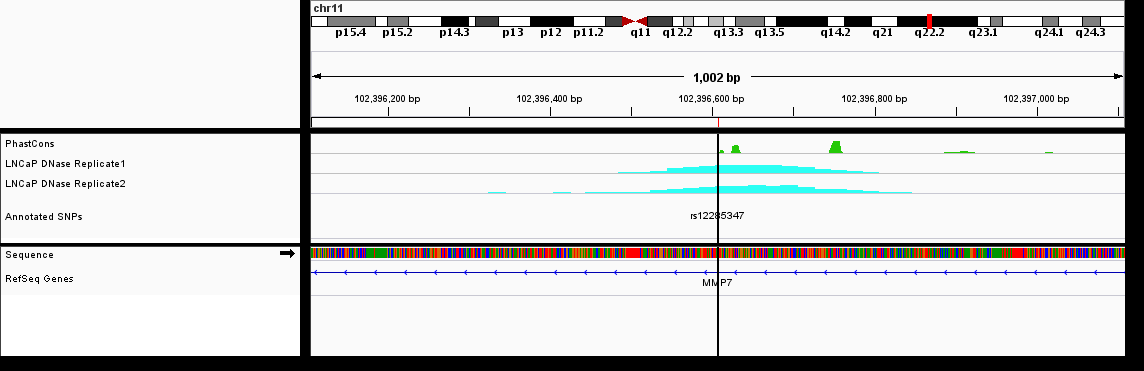 chr11
p15.4 p15.2 p14.3 p13 p12 p11.2 q11 q12.2 q13.3 q13.5 q14.2 q21 q22.2 q23.1 q24.1 q24.3
1,002 bp
102,396,200 bp 102,396,400 bp 102,396,600 bp 102,396,800 bp 102,397,000 bp
PhastCons
LNCaP DNase Replicate1
LNCaP DNase Replicate2
Annotated SNPs rs12285347
Sequence
RefSeq Genes
MMP7